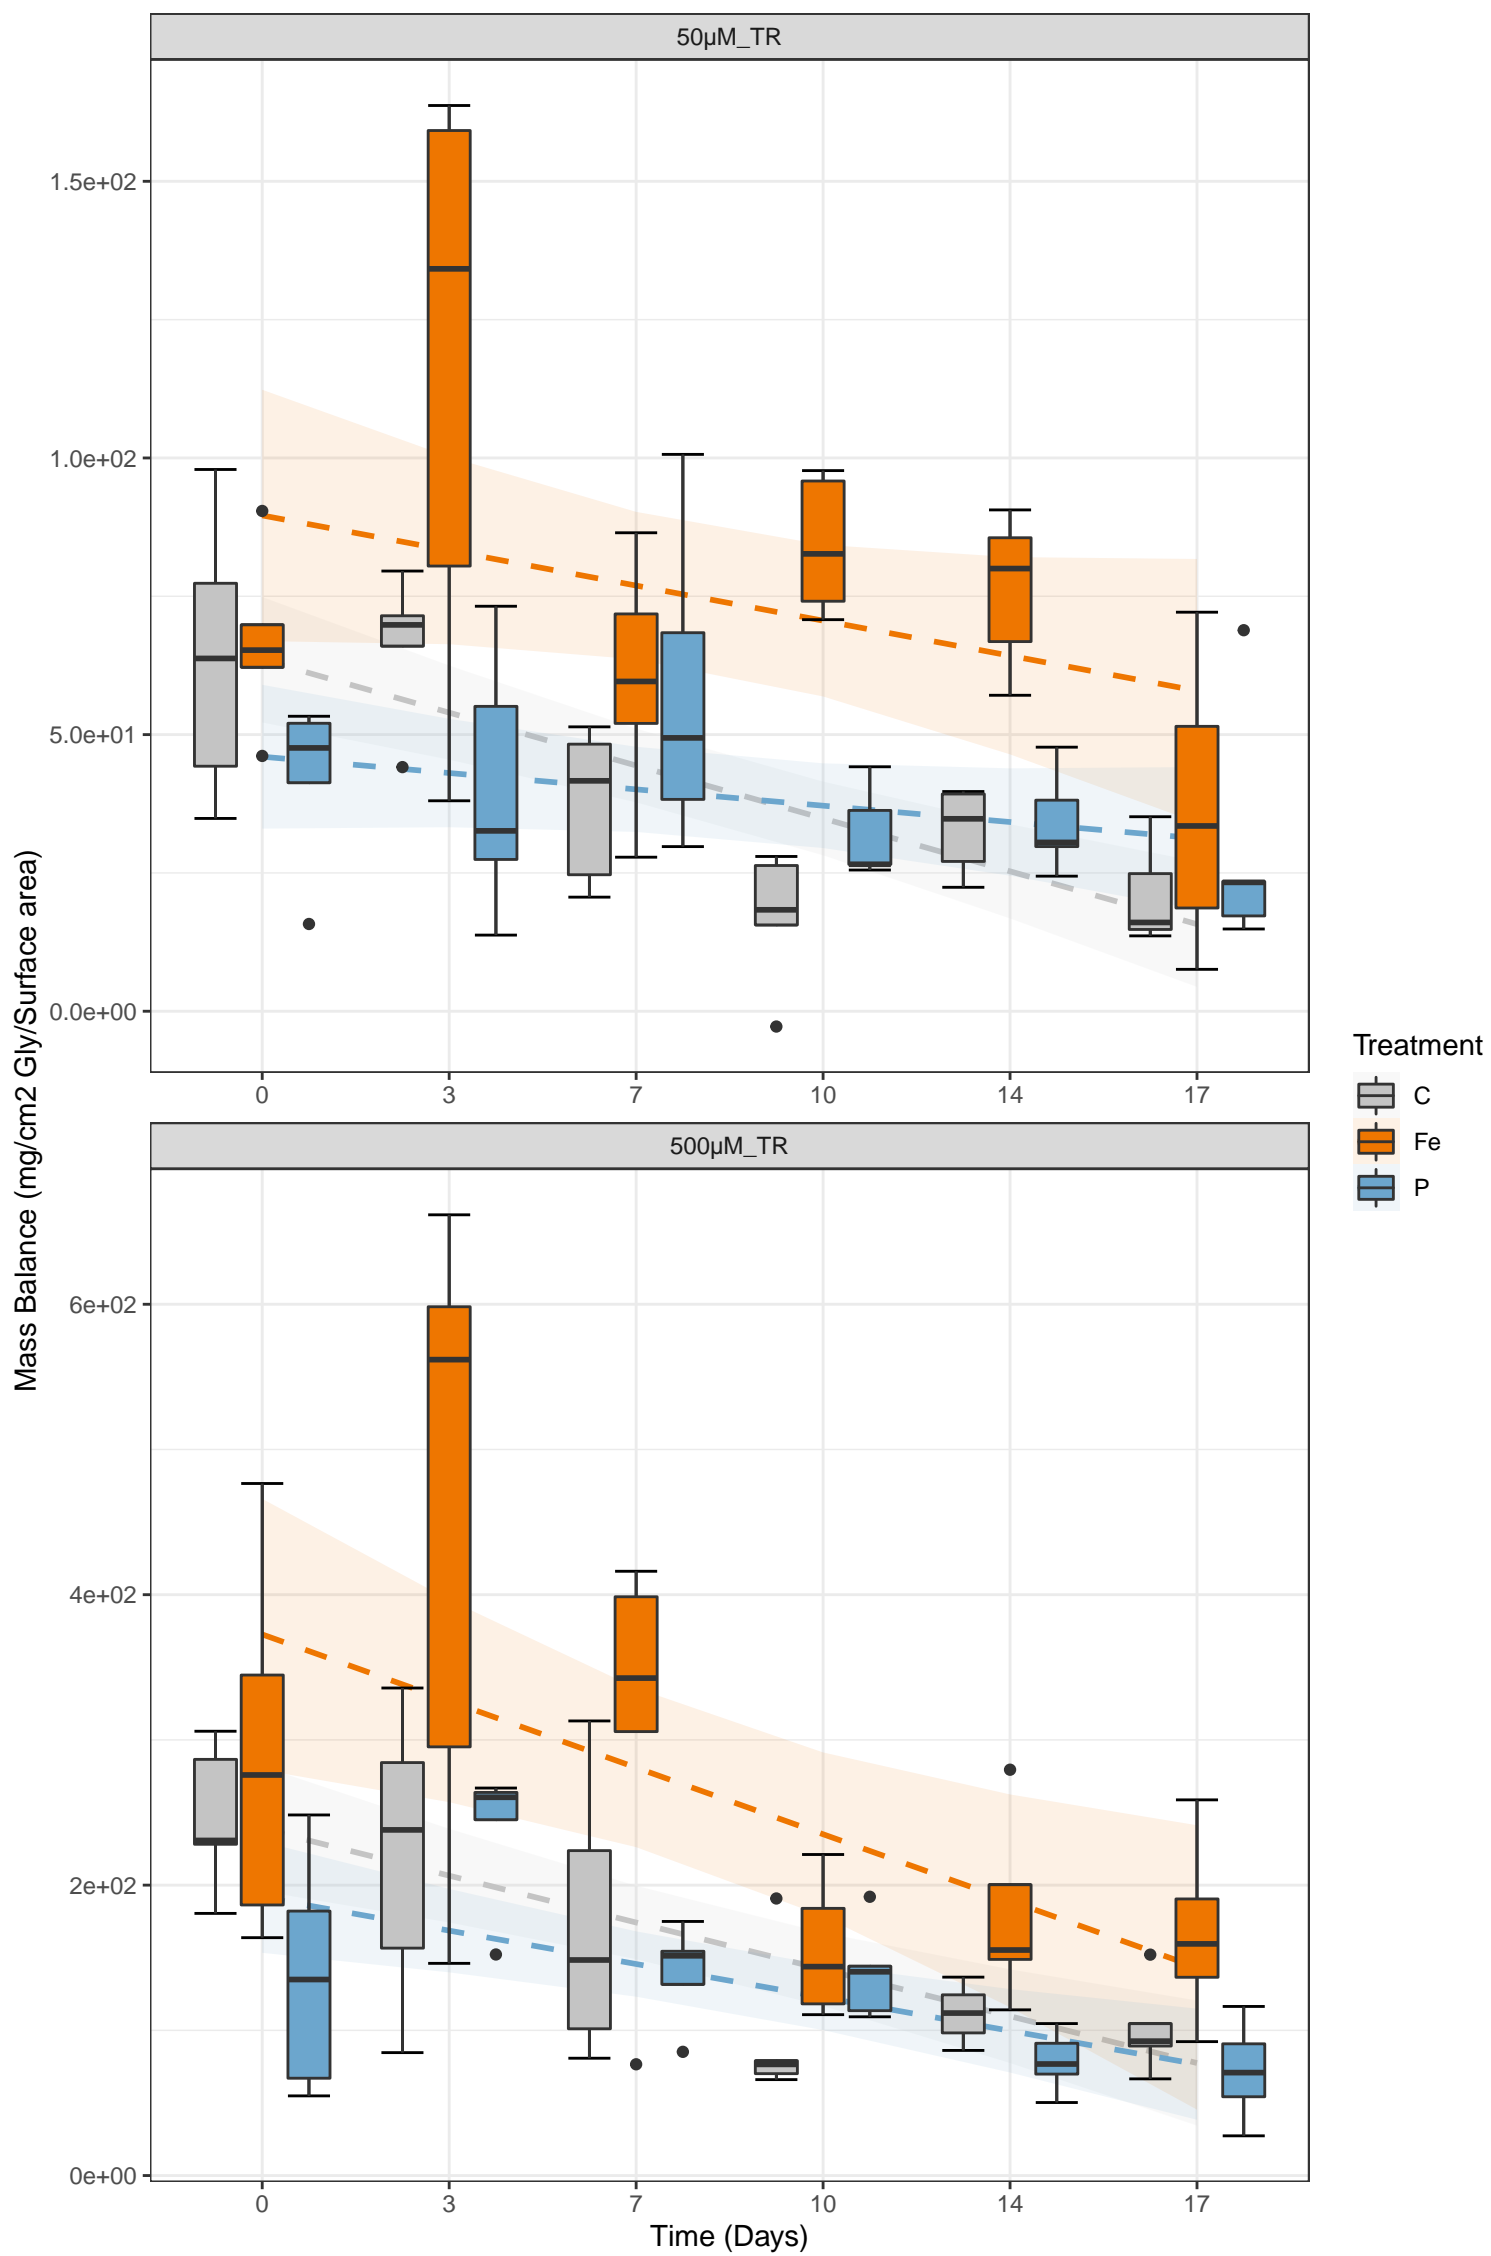 50µM_TR
1.5e+02
1.0e+02
5.0e+01
0.0e+00
0 3 7 10 14 17
Mass Balance (mg/cm2 Gly/Surface area)
Treatment
C
Fe
P
500µM_TR
6e+02
4e+02
2e+02
0e+00
0 3 7 10 14 17
Time (Days)